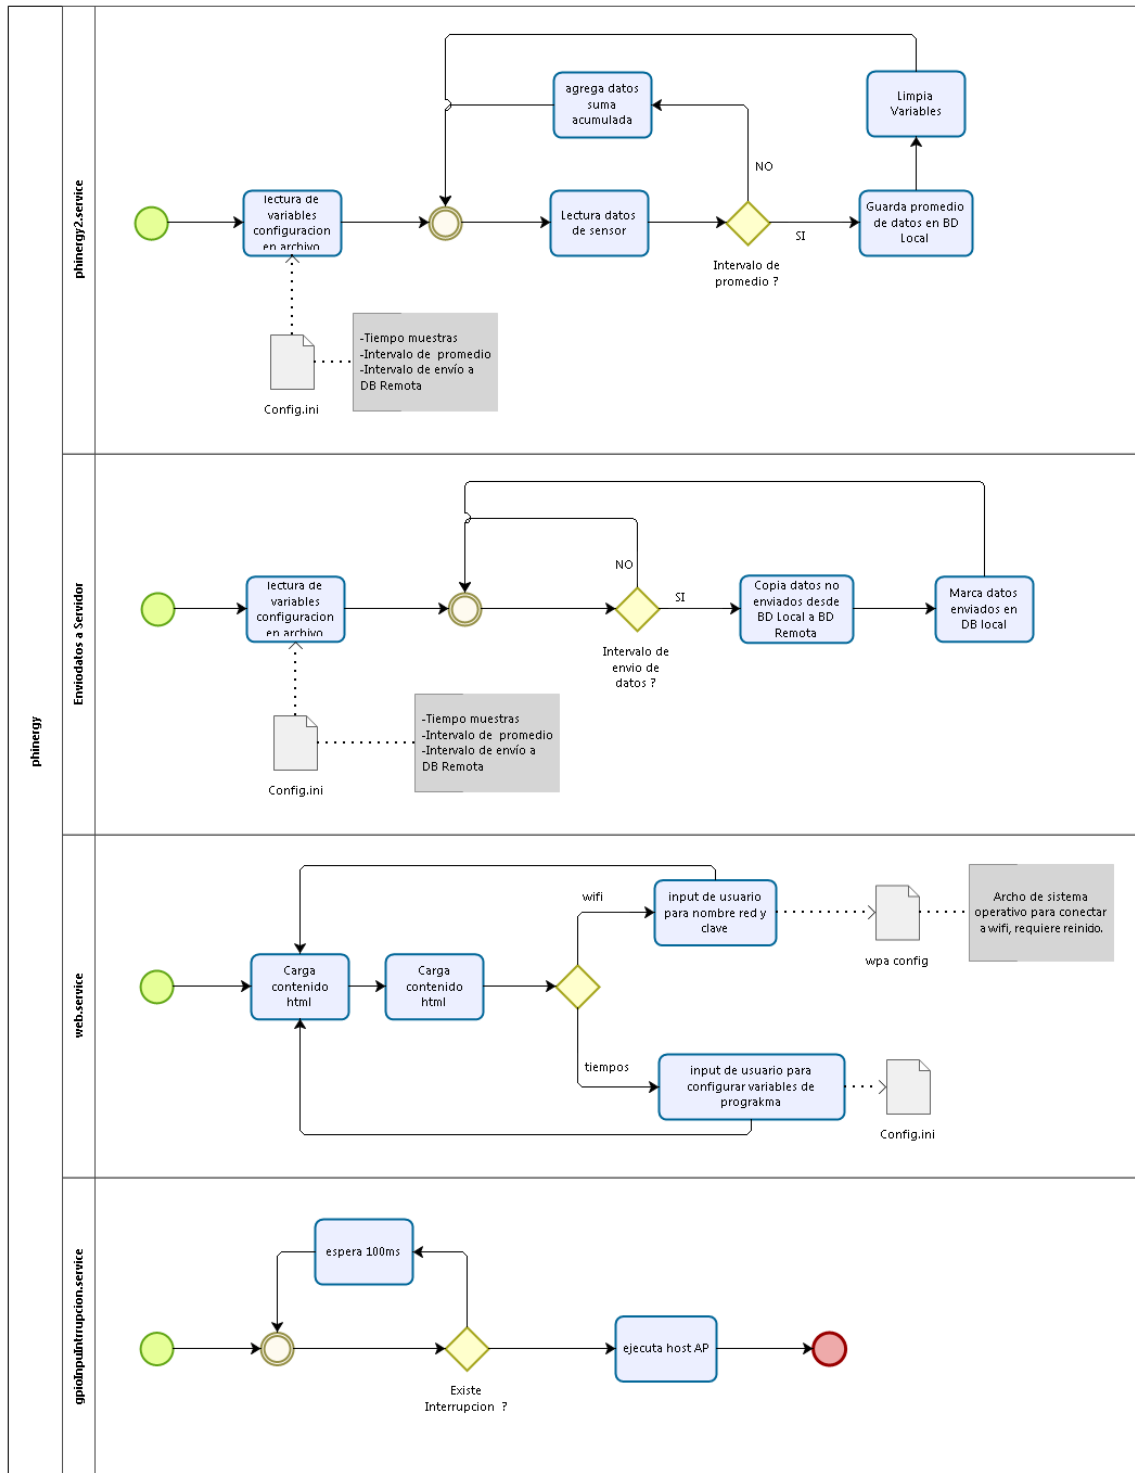 phinergy
phinergy2.service
agrega datos
suma
acumulada
Limpia
Variables
NO
lectura de
variables
configuracion
en archivo
Lectura datos
de sensor
SI
Guarda promedio
de datos en BD
Local
Intervalo de
promedio ?
-Tiempo muestras
-Intervalo de  promedio
-Intervalo de envío a
DB Remota
Config.ini
Enviodatos a Servidor
NO
lectura de
variables
configuracion
en archivo
SI
Copia datos no
enviados desde
BD Local a BD
Remota
Marca datos
enviados en
DB local
Intervalo de
envio de
datos ?
-Tiempo muestras
-Intervalo de  promedio
-Intervalo de envío a
DB Remota
Config.ini
web.service
wifi
input de usuario
para nombre red y
clave
Archo de sistema
operativo para conectar
a wifi, requiere reinido.
wpa config
Carga
contenido
html
Carga
contenido
html
tiempos
input de usuario para
configurar variables de
prograkma
Config.ini
gpioInpuIntrrupcion.service
espera 100ms
ejecuta host AP
Existe
Interrupcion  ?